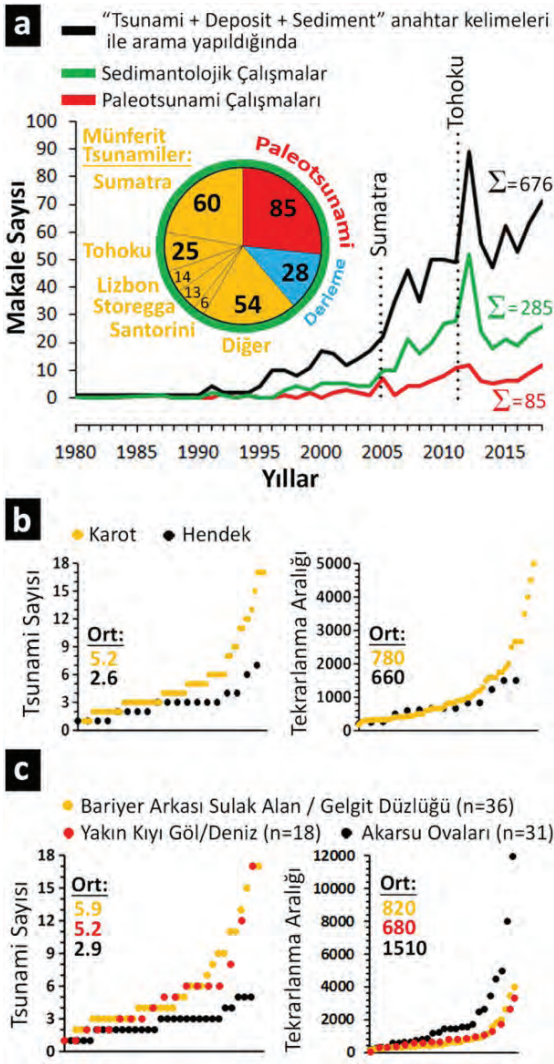 a
“Tsunami + Deposit + Sediment” anahtar kelimeleri
ile arama yapıldığında
Sedimantolojik Çalışmalar
Paleotsunami Çalışmaları
Makale Sayısı
100
90
80
70
60
50
40
30
20
10
0
Münferit
Tsunamiler:
Sumatra
Tohoku
Lizbon
Storegga
Santorini
Diğer
Paleotsunami
Derleme
60
85
25
28
14
13
6
54
Sumatra
Tohoku
Σ=676
Σ=285
Σ=85
1980 1985 1990 1995 2000 2005 2010 2015
Yıllar
b
Karot Hendek
Tsunami Sayısı
18
15
12
9
6
3
0
Ort:
5.2
2.6
Tekrarlanma Aralığı
5000
4000
3000
2000
1000
0
Ort:
780
660
c
Bariyer Arkası Sulak Alan / Gelgit Düzlüğü (n=36)
Yakın Kıyı Göl/Deniz (n=18) Akarsu Ovaları (n=31)
Tsunami Sayısı
18
15
12
9
6
3
0
Ort:
5.9
5.2
2.9
Tekrarlanma Aralığı
12000
10000
8000
6000
4000
2000
0
Ort:
820
680
1510